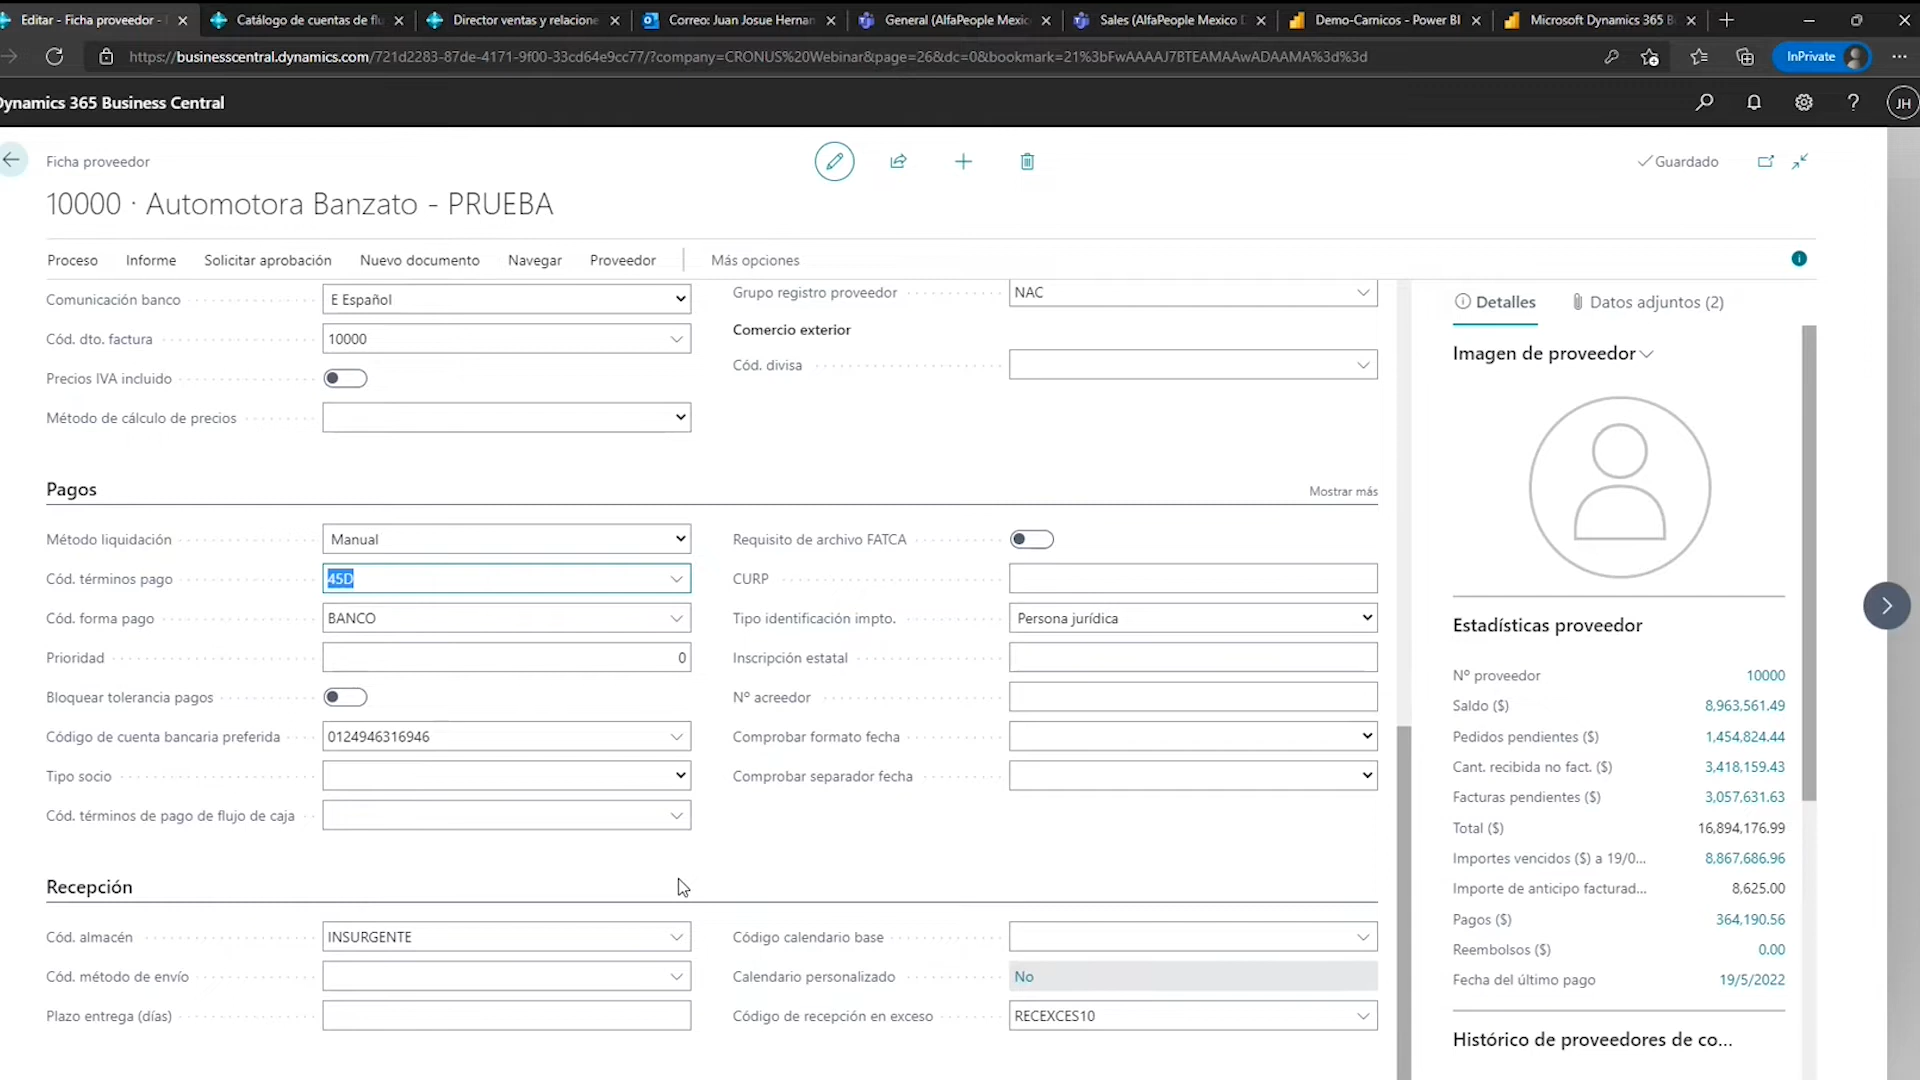 Editar - Ficha proveedor -
Catálogo de cuentas de flu
Director ventas y relacione
Correo: Juan Josue Hernan
General (AlfaPeople Mexic
Sales (AlfaPeople Mexico
Demo-Carnicos - Power BI
Microsoft Dynamics 365 B
https://businesscentral.dynamics.com/721d2283-87de-4171-9f00-33cd64e9cc77/?company=CRONUS%20Webinar&page=26&dc=0&bookmark=21%3bFwAAAAJ7BTEAMAAwADAAMA%3d%3d
InPrivate
Dynamics 365 Business Central
JH
Ficha proveedor
Guardado
10000 · Automotora Banzato - PRUEBA
Proceso
Informe
Solicitar aprobación
Nuevo documento
Navegar
Proveedor
Más opciones
Comunicación banco
E Español
Grupo registro proveedor
NAC
Cód. dto. factura
10000
Comercio exterior
Precios IVA incluido
Cód. divisa
Método de cálculo de precios
Pagos
Mostrar más
Método liquidación
Manual
Requisito de archivo FATCA
Cód. términos pago
45D
CURP
Cód. forma pago
BANCO
Tipo identificación impto.
Persona jurídica
Prioridad
0
Inscripción estatal
Bloquear tolerancia pagos
Nº acreedor
Código de cuenta bancaria preferida
0124946316946
Comprobar formato fecha
Tipo socio
Comprobar separador fecha
Cód. términos de pago de flujo de caja
Recepción
Cód. almacén
INSURGENTE
Código calendario base
Cód. método de envío
Calendario personalizado
No
Plazo entrega (días)
Código de recepción en exceso
RECEXCES10
Detalles
Datos adjuntos (2)
Imagen de proveedor
Estadísticas proveedor
Nº proveedor
10000
Saldo ($)
8,963,561.49
Pedidos pendientes ($)
1,454,824.44
Cant. recibida no fact. ($)
3,418,159.43
Facturas pendientes ($)
3,057,631.63
Total ($)
16,894,176.99
Importes vencidos ($) a 19/0...
8,867,686.96
Importe de anticipo facturad...
8,625.00
Pagos ($)
364,190.56
Reembolsos ($)
0.00
Fecha del último pago
19/5/2022
Histórico de proveedores de co...